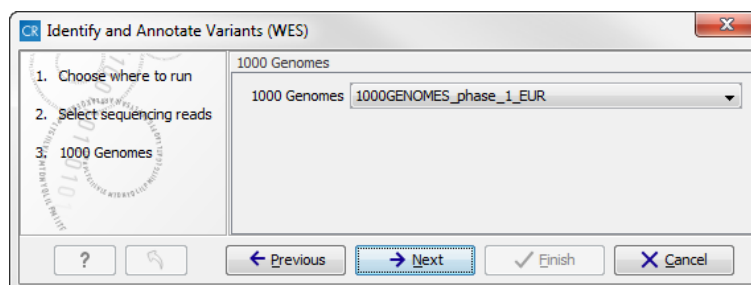 CR Identify and Annotate Variants (WES)
1. Choose where to run
2. Select sequencing reads
3. 1000 Genomes
1000 Genomes
1000 Genomes 1000GENOMES_phase_1_EUR
? Previous Next Finish Cancel